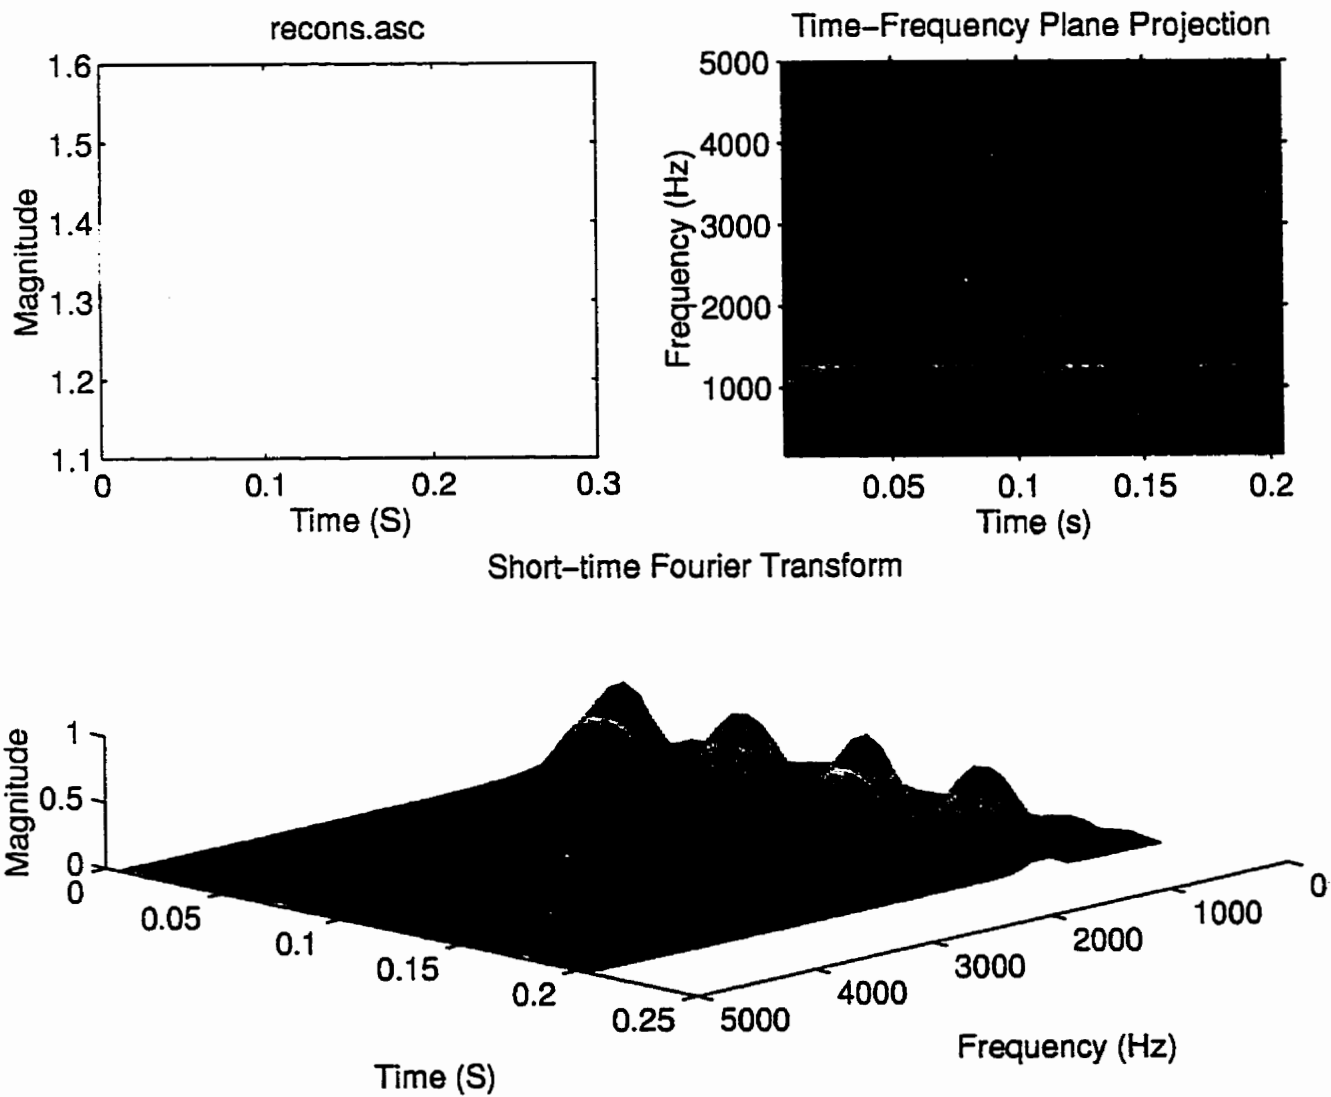 recons.asc
1.6
1.5
1.4
1.3
1.2
1.1
Magnitude
0 0.1 0.2 0.3
Time (S)
Time–Frequency Plane Projection
5000
4000
3000
2000
1000
Frequency (Hz)
0.05 0.1 0.15 0.2
Time (s)
Short–time Fourier Transform
Magnitude
1
0.5
0
0
0.05
0.1
0.15
0.2
0.25
Time (S)
5000
4000
3000
2000
1000
0
Frequency (Hz)